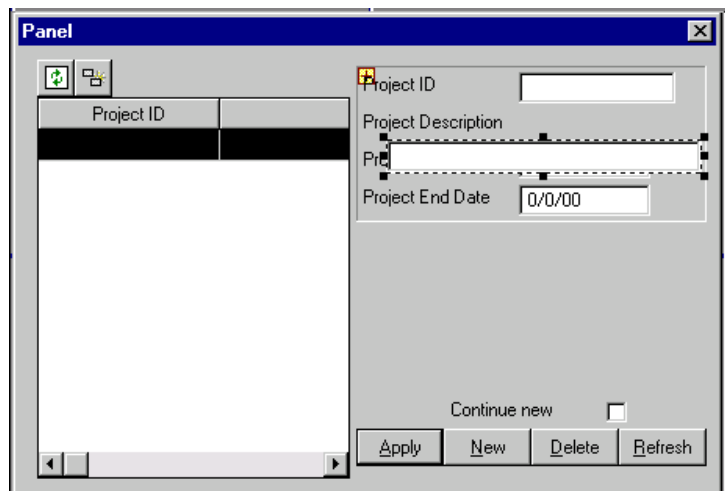 Panel
Project ID
Project ID
Project Description
Pro
Project End Date
0/0/00
Continue new
Apply
New
Delete
Refresh